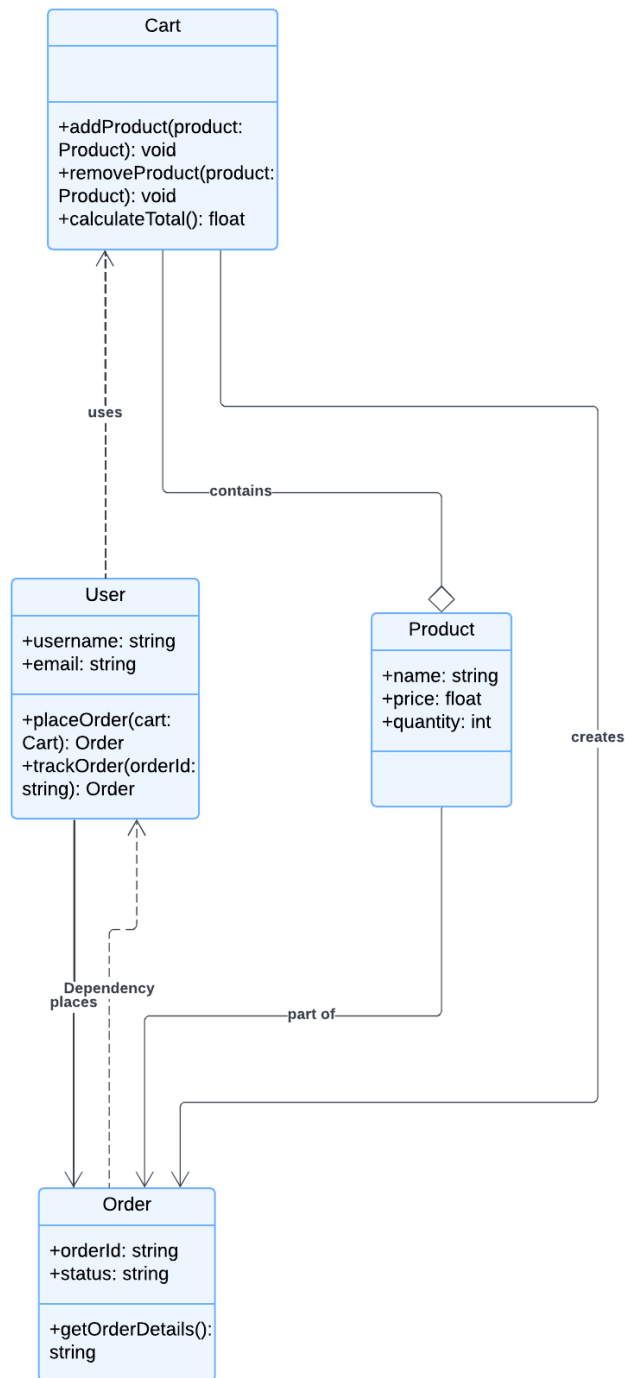 Cart
+addProduct(product:
Product): void
+removeProduct(product:
Product): void
+calculateTotal(): float
uses
contains
User
+username: string
+email: string
+placeOrder(cart:
Cart): Order
+trackOrder(orderId:
string): Order
Product
+name: string
+price: float
+quantity: int
creates
Dependency
places
part of
Order
+orderId: string
+status: string
+getOrderDetails():
string